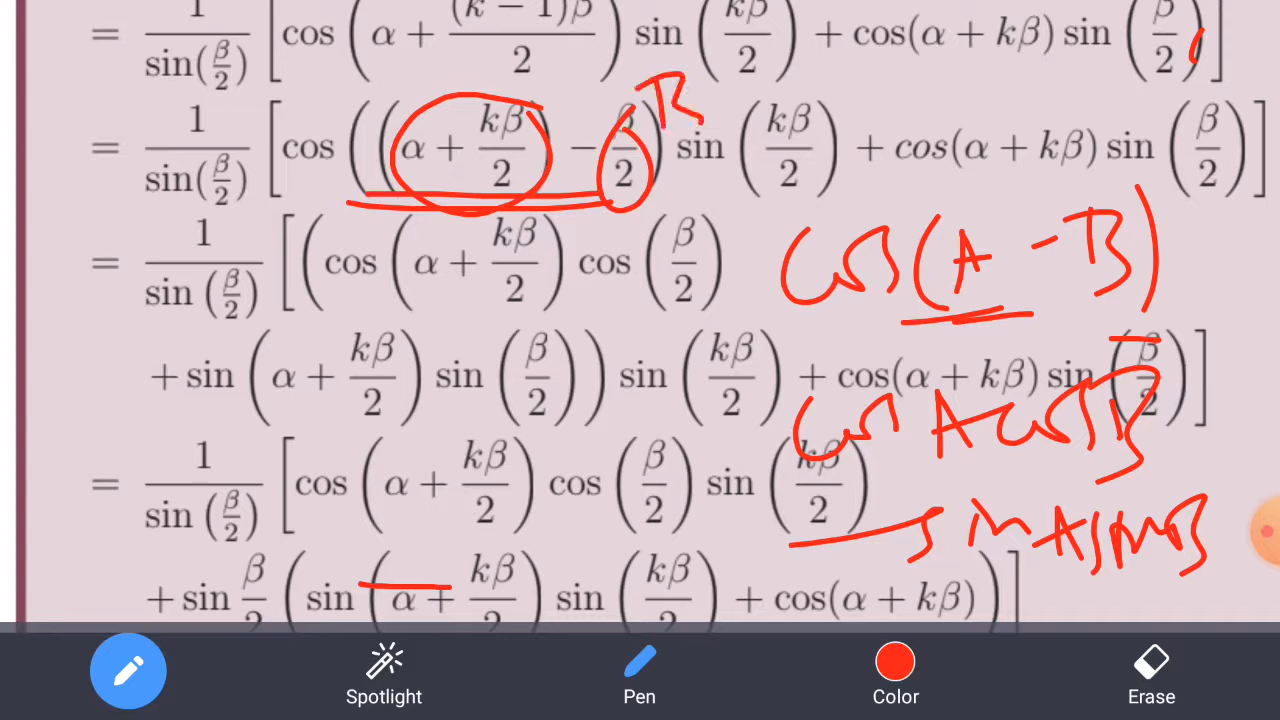 = 1/sin(β/2) [cos(α + (k − 1)β/2) sin(kβ/2) + cos(α + kβ) sin(β/2)]
= 1/sin(β/2) [cos((α + kβ/2) − β/2) sin(kβ/2) + cos(α + kβ) sin(β/2)]
= 1/sin(β/2) [(cos(α + kβ/2) cos(β/2)
cos(A − B)
+ sin(α + kβ/2) sin(β/2)) sin(kβ/2) + cos(α + kβ) sin(β/2)]
cos A cos B
= 1/sin(β/2) [cos(α + kβ/2) cos(β/2) sin(kβ/2)
sin A sin B
+ sin β/2 (sin(α + kβ/2) sin(kβ/2) + cos(α + kβ))]
Spotlight Pen Color Erase